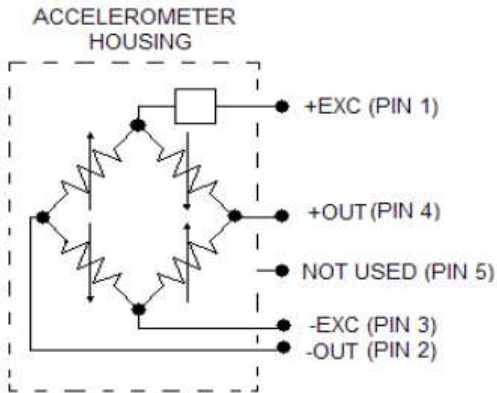 ACCELEROMETER
HOUSING
+EXC (PIN 1)
+OUT (PIN 4)
NOT USED (PIN 5)
-EXC (PIN 3)
-OUT (PIN 2)